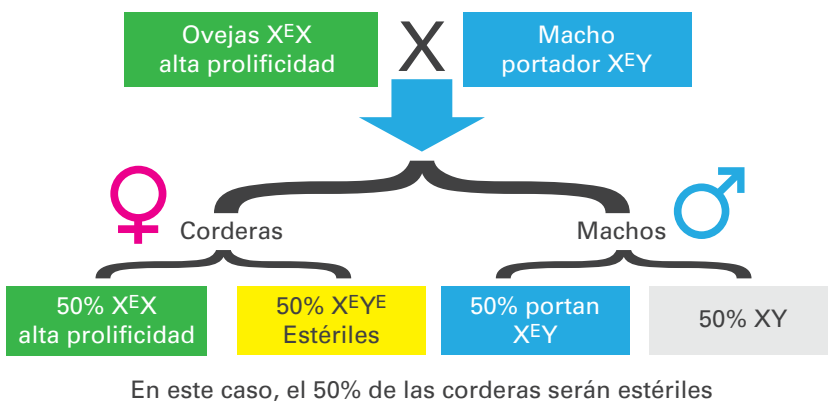 Ovejas XᴱX
alta prolificidad
X
Macho
portador XᴱY
Corderas
Machos
50% XᴱX
alta prolificidad
50% XᴱYᴱ
Estériles
50% portan
XᴱY
50% XY
En este caso, el 50% de las corderas serán estériles